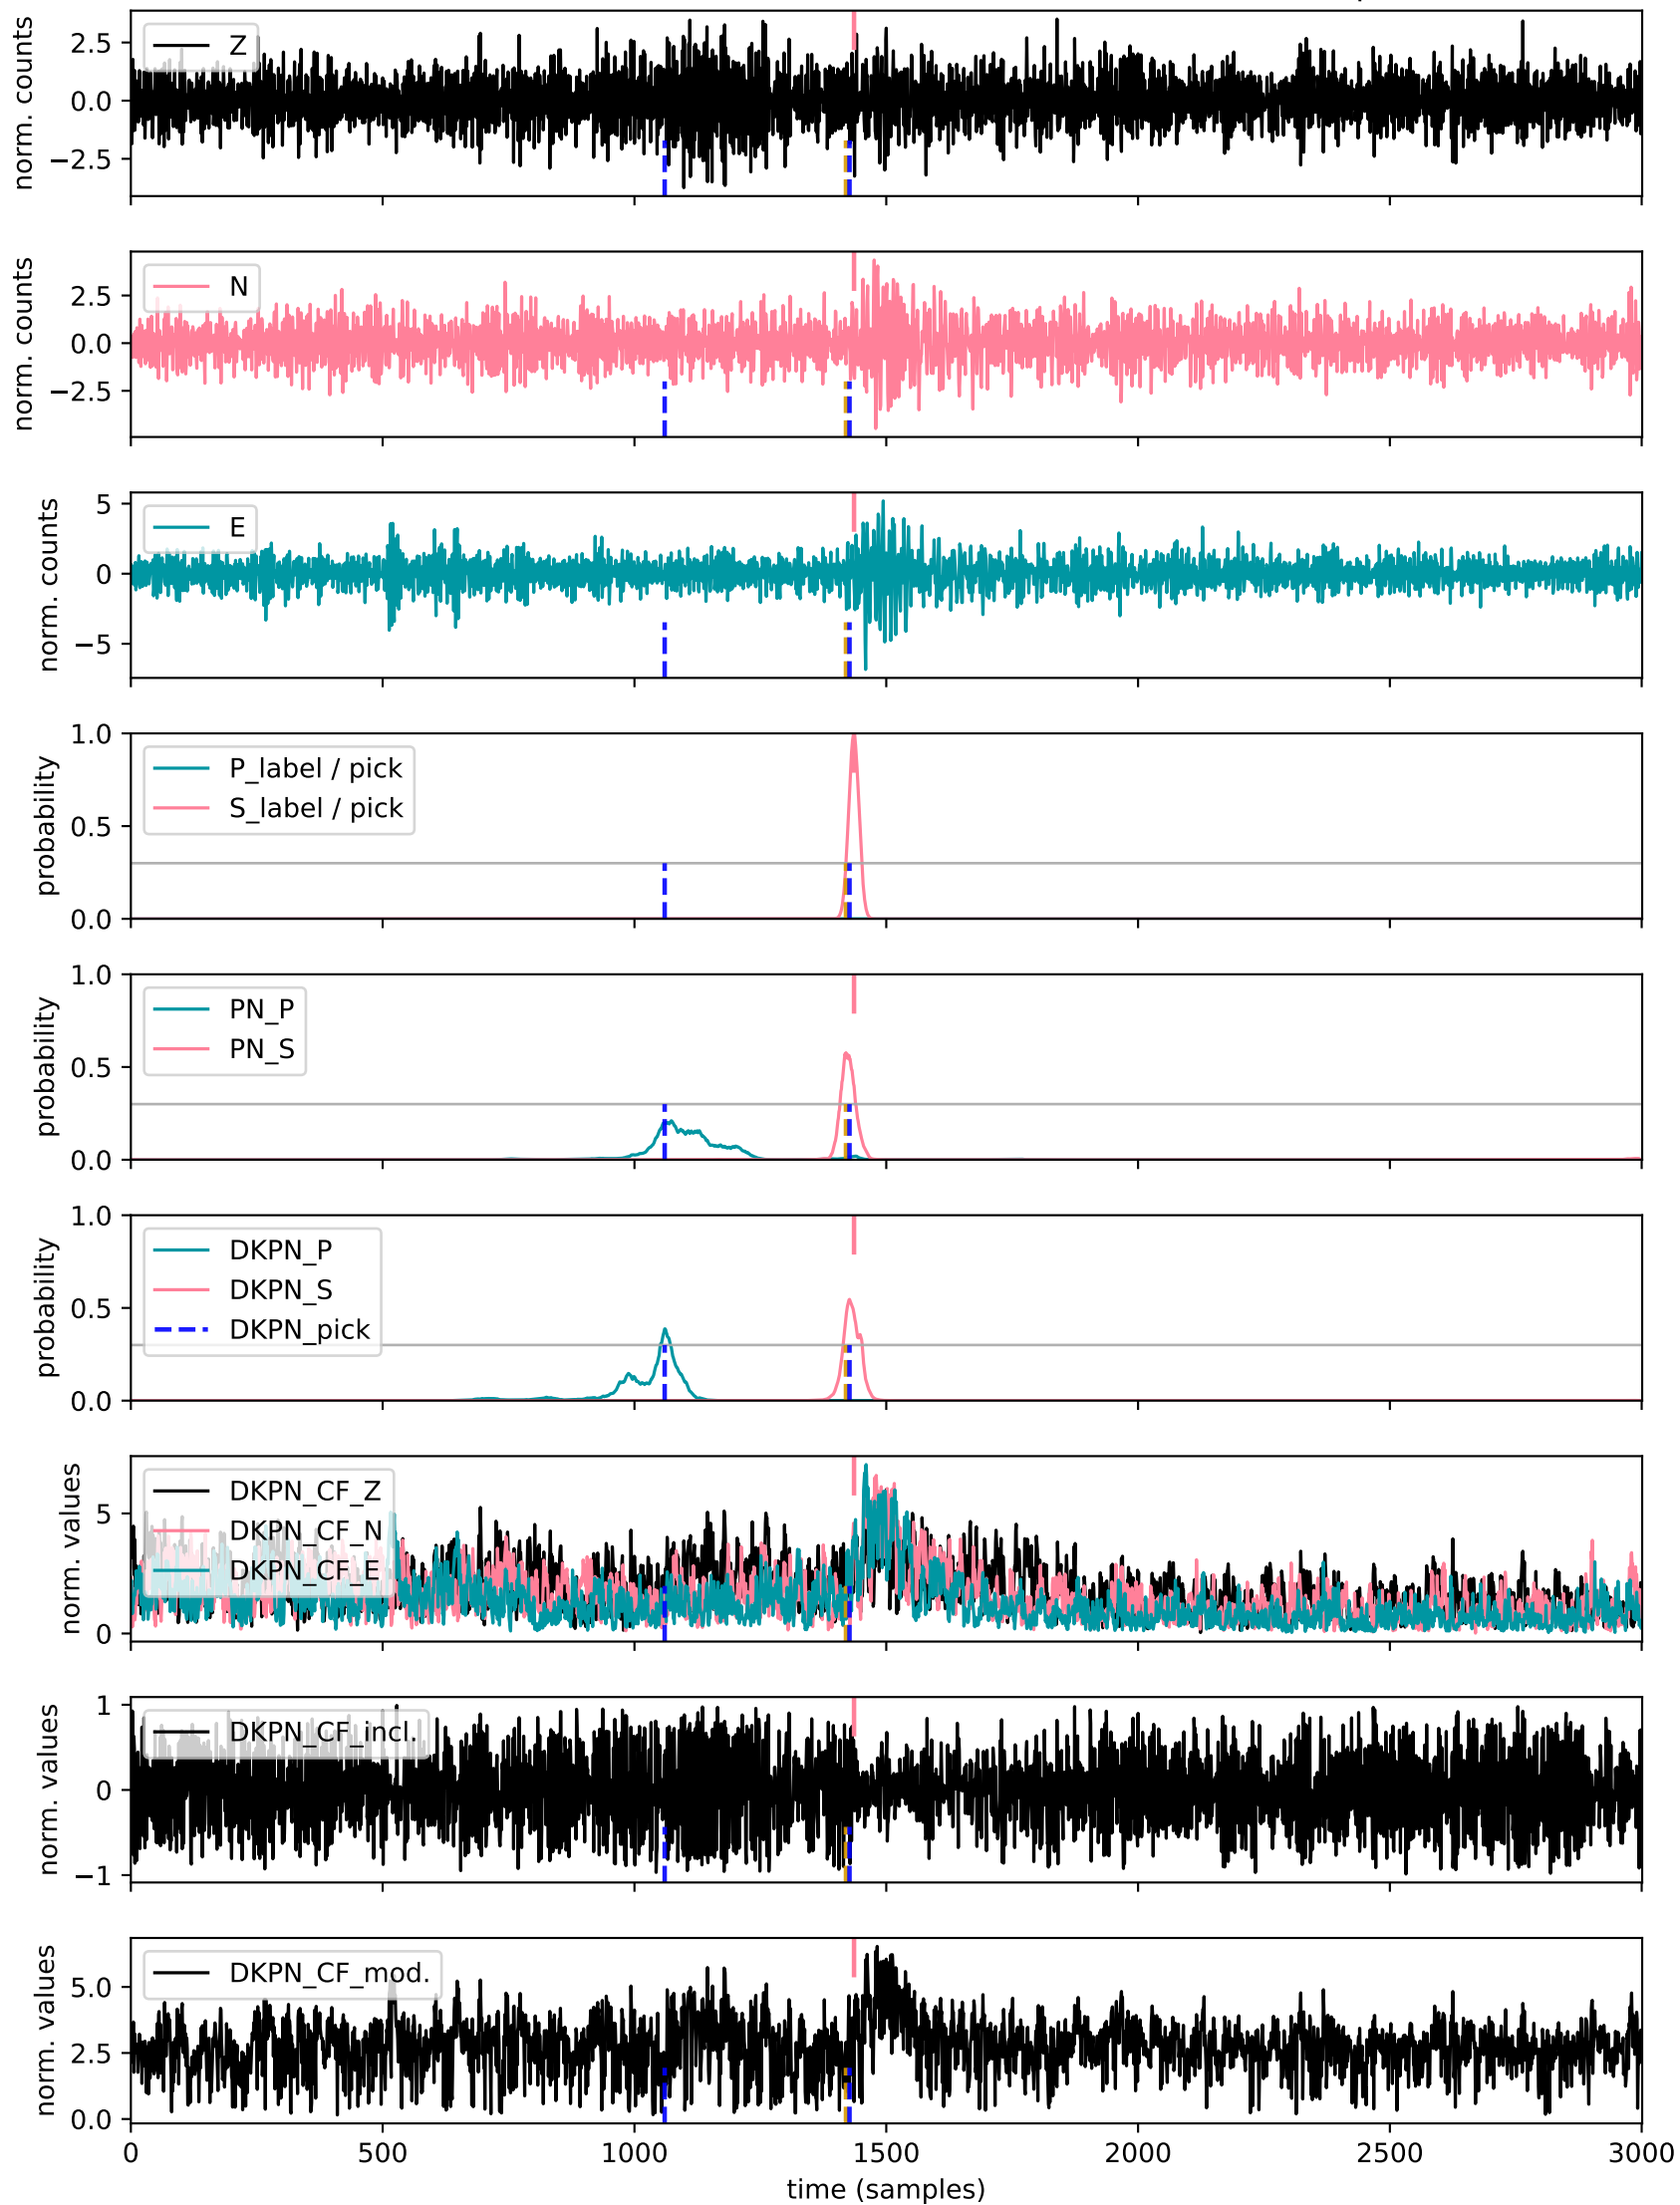 norm. counts
2.5
0.0
−2.5
Z
norm. counts
2.5
0.0
−2.5
N
norm. counts
5
0
−5
E
probability
1.0
0.5
0.0
P_label / pick
S_label / pick
probability
1.0
0.5
0.0
PN_P
PN_S
probability
1.0
0.5
0.0
DKPN_P
DKPN_S
DKPN_pick
norm. values
5
0
DKPN_CF_Z
DKPN_CF_N
DKPN_CF_E
norm. values
1
0
−1
DKPN_CF_incl.
norm. values
5.0
2.5
0.0
DKPN_CF_mod.
0 500 1000 1500 2000 2500 3000
time (samples)